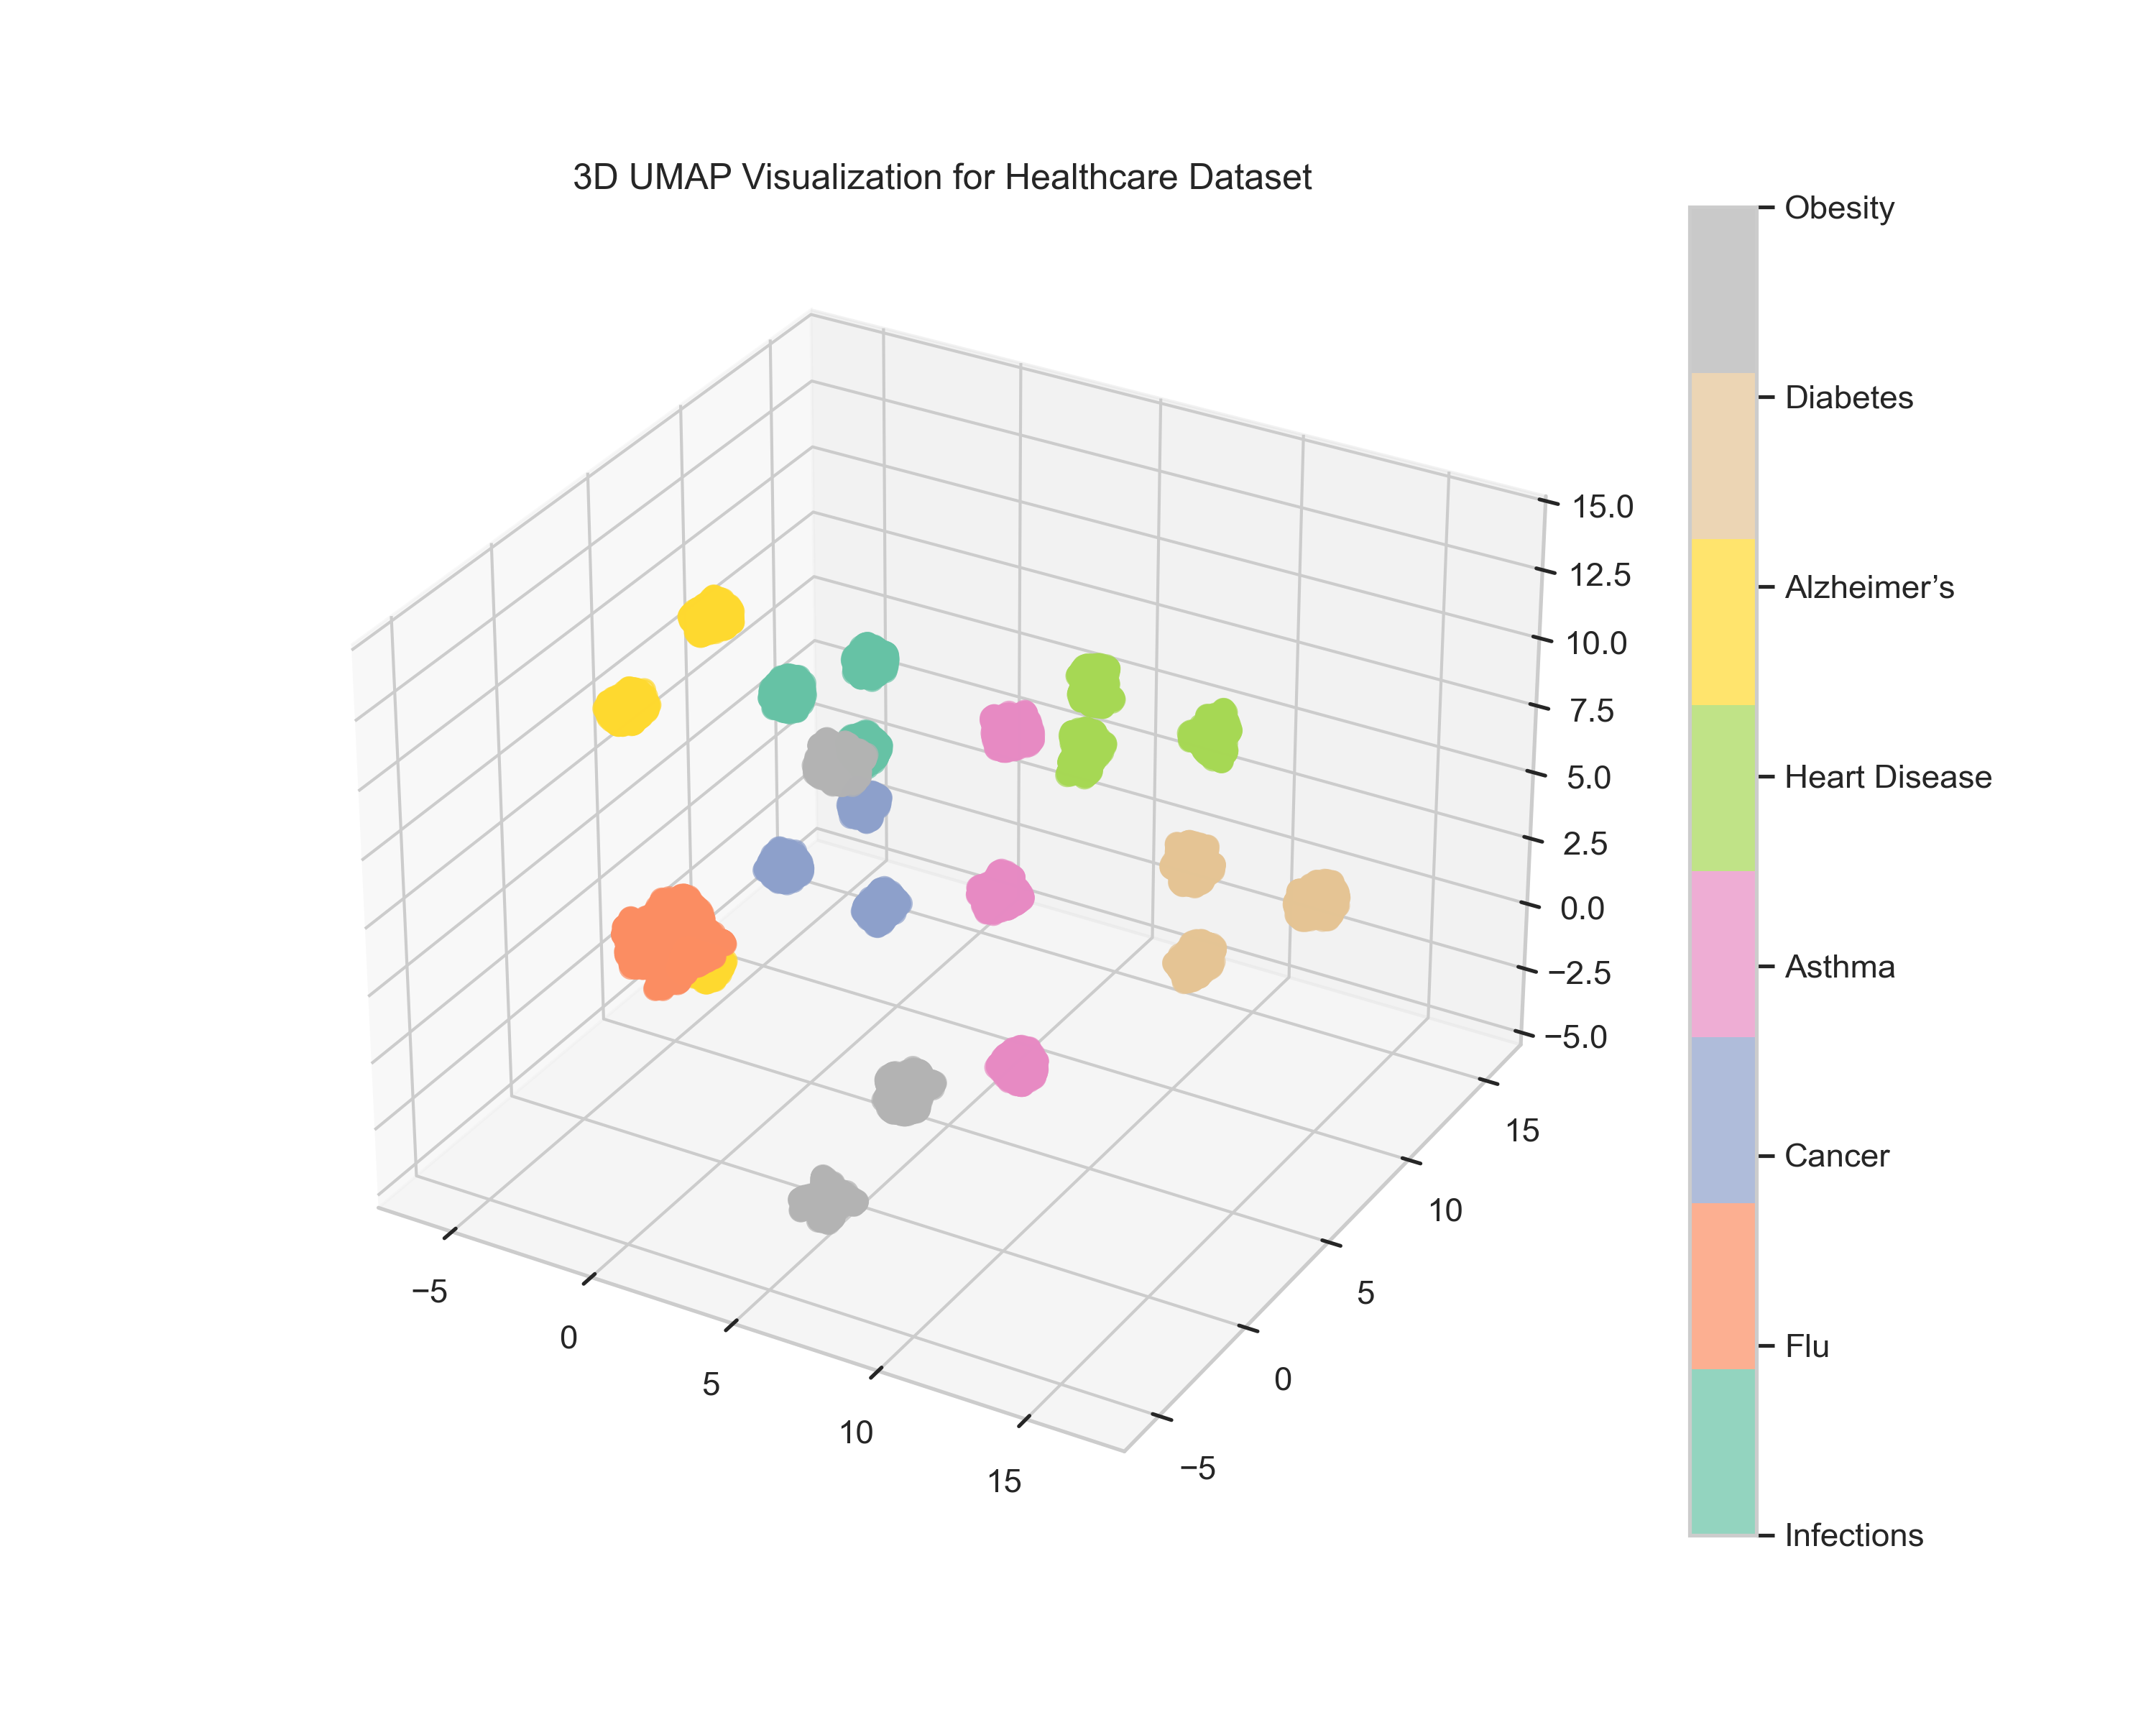 3D UMAP Visualization for Healthcare Dataset
15.0
12.5
10.0
7.5
5.0
2.5
0.0
−2.5
−5.0
15
10
5
0
−5
−5
0
5
10
15
Obesity
Diabetes
Alzheimer’s
Heart Disease
Asthma
Cancer
Flu
Infections